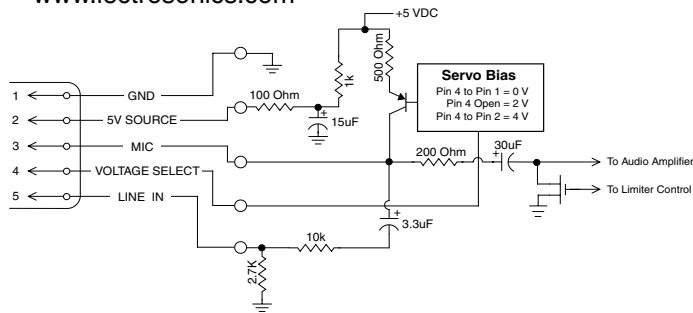 +5 VDC
500 Ohm
1k
Servo Bias
Pin 4 to Pin 1 = 0 V
Pin 4 Open = 2 V
Pin 4 to Pin 2 = 4 V
1 GND
100 Ohm
+
15uF
2 5V SOURCE
3 MIC
200 Ohm
+
30uF
To Audio Amplifier
4 VOLTAGE SELECT
To Limiter Control
5 LINE IN
+
3.3uF
10k
2.7K